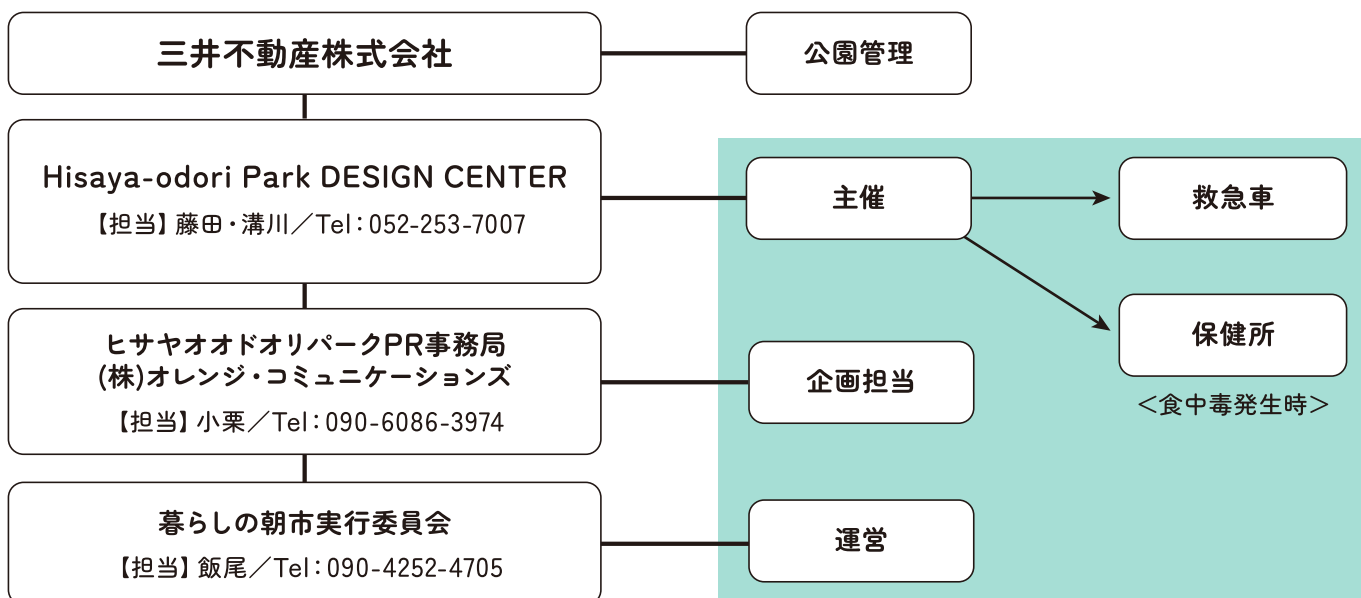 三井不動産株式会社
公園管理
Hisaya-odori Park DESIGN CENTER
【担当】藤田・溝川／Tel：052-253-7007
主催
救急車
保健所
＜食中毒発生時＞
ヒサヤオオドオリパークPR事務局
(株)オレンジ・コミュニケーションズ
【担当】小栗／Tel：090-6086-3974
企画担当
暮らしの朝市実行委員会
【担当】飯尾／Tel：090-4252-4705
運営